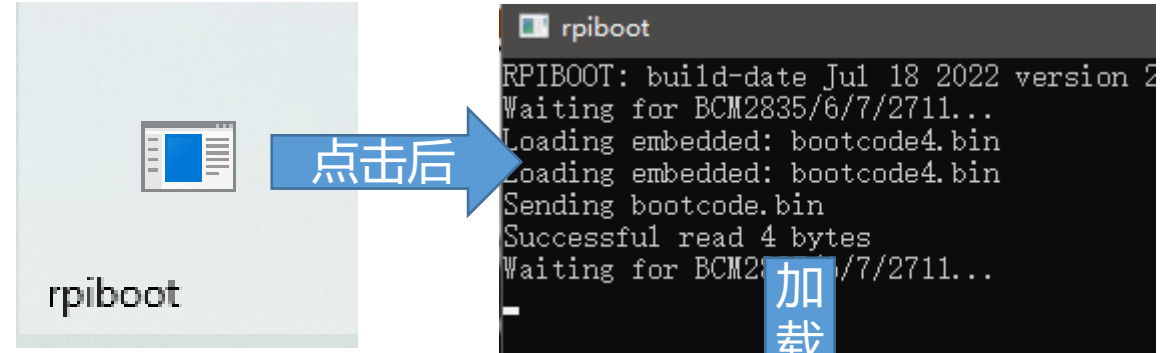 rpiboot
点击后
rpiboot
RPIBOOT: build-date Jul 18 2022 version 2
Waiting for BCM2835/6/7/2711...
Loading embedded: bootcode4.bin
Loading embedded: bootcode4.bin
Sending bootcode.bin
Successful read 4 bytes
Waiting for BCM2 /7/2711...
加
载